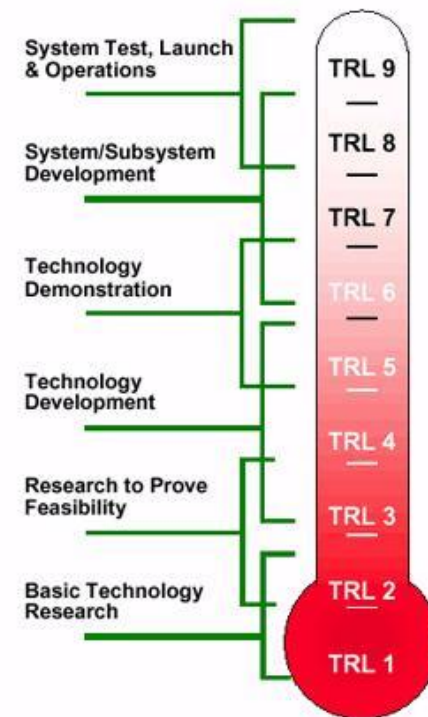 System Test, Launch
& Operations
System/Subsystem
Development
Technology
Demonstration
Technology
Development
Research to Prove
Feasibility
Basic Technology
Research
TRL 9
TRL 8
TRL 7
TRL 6
TRL 5
TRL 4
TRL 3
TRL 2
TRL 1